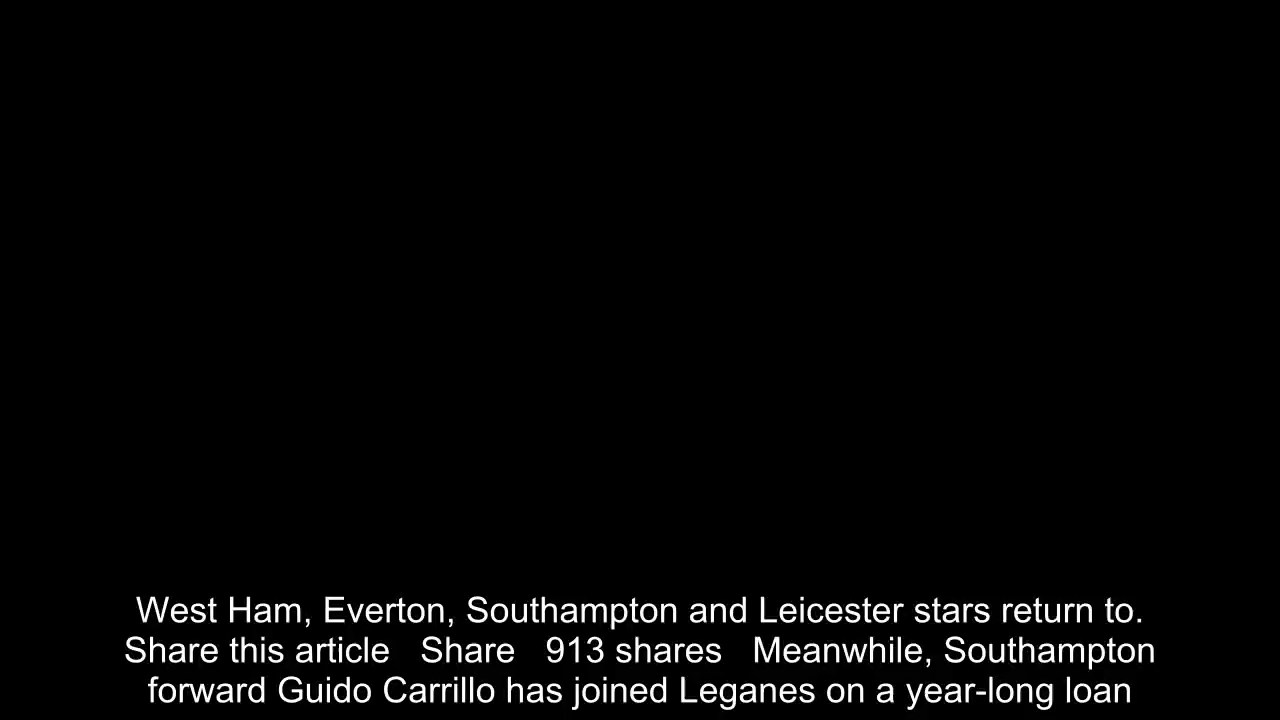 West Ham, Everton, Southampton and Leicester stars return to.
Share this article   Share   913 shares   Meanwhile, Southampton
forward Guido Carrillo has joined Leganes on a year-long loan